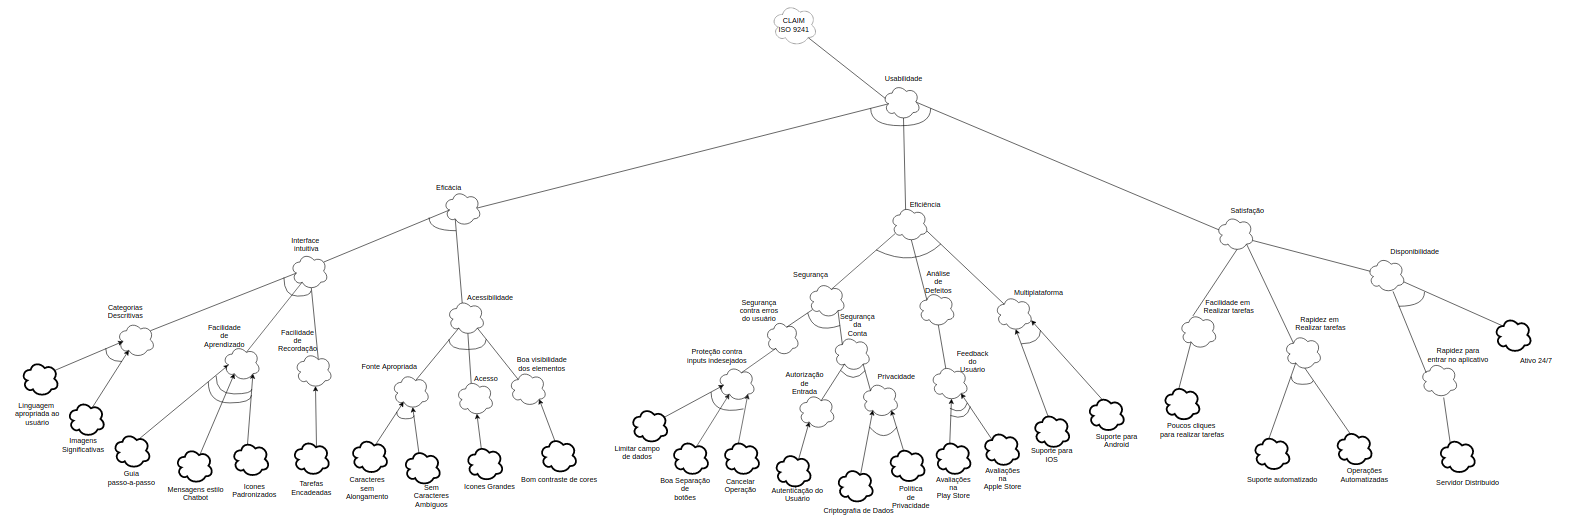 CLAIM
ISO 9241
Usabilidade
Eficácia
Eficiência
Satisfação
Interface
intuitiva
Acessibilidade
Segurança
Análise
de
Defeitos
Multiplataforma
Disponibilidade
Categorias
Descritivas
Facilidade
de
Aprendizado
Facilidade
de
Recordação
Fonte Apropriada
Acesso
Boa visibilidade
dos elementos
Segurança
contra erros
do usuário
Segurança
da
Conta
Proteção contra
inputs indesejados
Autorização
de
Entrada
Privacidade
Feedback
do
Usuário
Facilidade em
Realizar tarefas
Rapidez em
Realizar tarefas
Rapidez para
entrar no aplicativo
Ativo 24/7
Linguagem
apropriada ao
usuário
Imagens
Significativas
Guia
passo-a-passo
Mensagens estilo
Chatbot
Icones
Padronizados
Tarefas
Encadeadas
Caracteres
sem
Alongamento
Sem
Caracteres
Ambíguos
Icones Grandes
Bom contraste de cores
Limitar campo
de dados
Boa Separação
de
botões
Cancelar
Operação
Autenticação do
Usuário
Criptografia de Dados
Política
de
Privacidade
Avaliações
na
Play Store
Avaliações
na
Apple Store
Suporte para
IOS
Suporte para
Android
Poucos cliques
para realizar tarefas
Suporte automatizado
Operações
Automatizadas
Servidor Distribuido